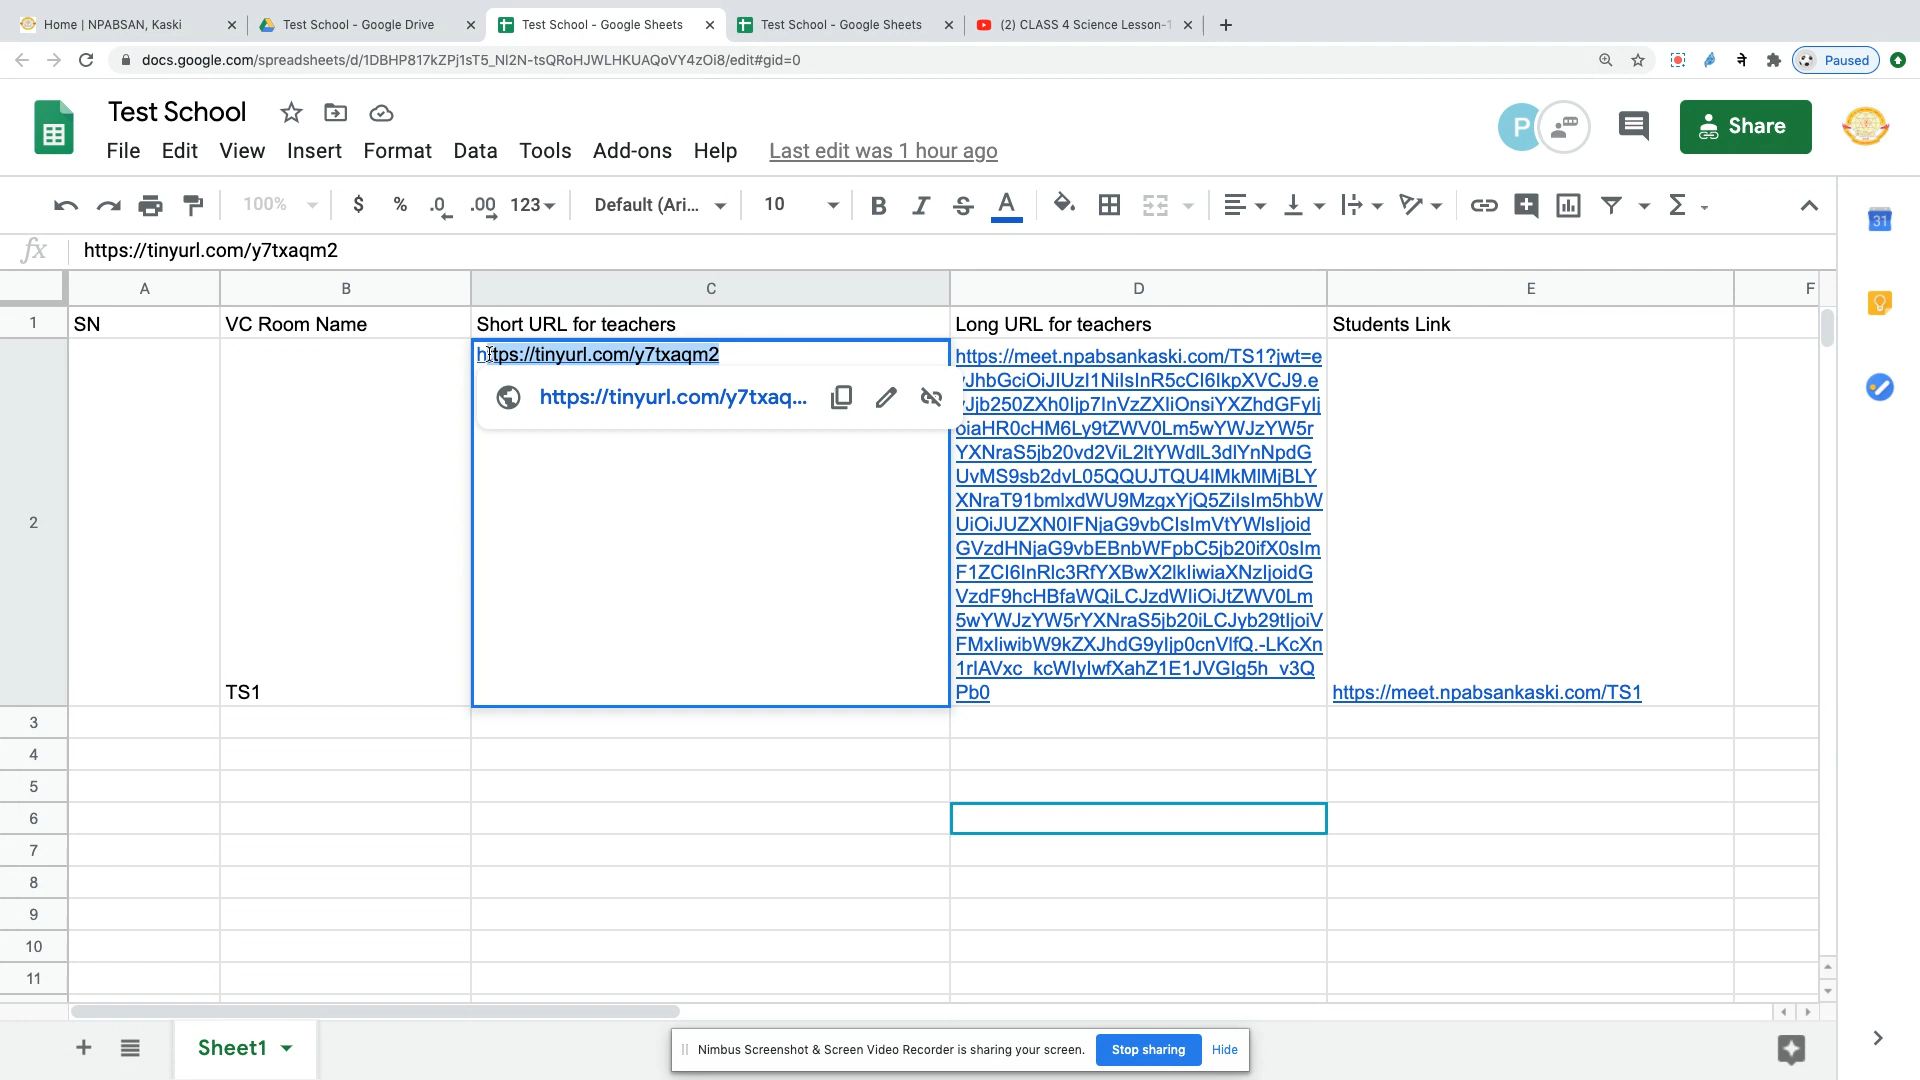 Home | NPABSAN, Kaski
Test School - Google Drive
Test School - Google Sheets
Test School - Google Sheets
(2) CLASS 4 Science Lesson-1
docs.google.com/spreadsheets/d/1DBHP817kZPj1sT5_NI2N-tsQRoHJWLHKUAQoVY4zOi8/edit#gid=0
ने
Paused
Test School
P
Share
File Edit View Insert Format Data Tools Add-ons Help Last edit was 1 hour ago
100% $ % .0 .00 123 Default (Ari... 10 B I S A Σ
31
fx https://tinyurl.com/y7txaqm2
A B C D E F
1 SN VC Room Name Short URL for teachers Long URL for teachers Students Link
https://tinyurl.com/y7txaqm2
https://tinyurl.com/y7txaq...
https://meet.npabsankaski.com/TS1?jwt=e
yJhbGciOiJIUzI1NiIsInR5cCI6IkpXVCJ9.e
yJjb250ZXh0Ijp7InVzZXIiOnsiYXZhdGFyIj
oiaHR0cHM6Ly9tZWV0Lm5wYWJzYW5r
YXNraS5jb20vd2ViL2ltYWdlL3dlYnNpdG
UvMS9sb2dvL05QQUJTQU4lMkMlMjBLY
XNraT91bmlxdWU9MzgxYjQ5ZiIsIm5hbW
UiOiJUZXN0IFNjaG9vbCIsImVtYWlsIjoid
GVzdHNjaG9vbEBnbWFpbC5jb20ifX0sIm
F1ZCI6InRlc3RfYXBwX2lkIiwiaXNzIjoidG
VzdF9hcHBfaWQiLCJzdWIiOiJtZWV0Lm
5wYWJzYW5rYXNraS5jb20iLCJyb29tIjoiV
FMxIiwibW9kZXJhdG9yIjp0cnVlfQ.-LKcXn
1rIAVxc_kcWIyIwfXahZ1E1JVGIg5h_v3Q
Pb0
2
TS1
https://meet.npabsankaski.com/TS1
3
4
5
6
7
8
9
10
11
Sheet1
Nimbus Screenshot & Screen Video Recorder is sharing your screen. Stop sharing Hide